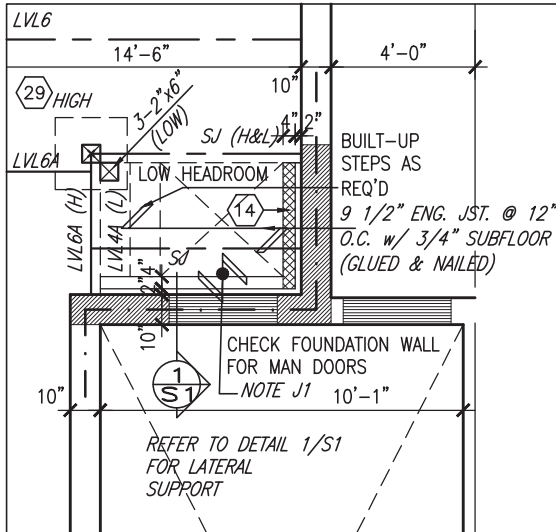 LVL6
14'-6"
4'-0"
10"
29
HIGH
3-2"x6"
(LOW)
4"
2"
SJ (H&L)
BUILT-UP
STEPS AS
REQ'D
LVL6A
LOW HEADROOM
14
9 1/2" ENG. JST. @ 12"
O.C. w/ 3/4" SUBFLOOR
(GLUED & NAILED)
LVL6A (H)
LVL4A (L)
SJ
4"
2"
10"
CHECK FOUNDATION WALL
FOR MAN DOORS
NOTE J1
1
S1
10"
10'-1"
REFER TO DETAIL 1/S1
FOR LATERAL
SUPPORT